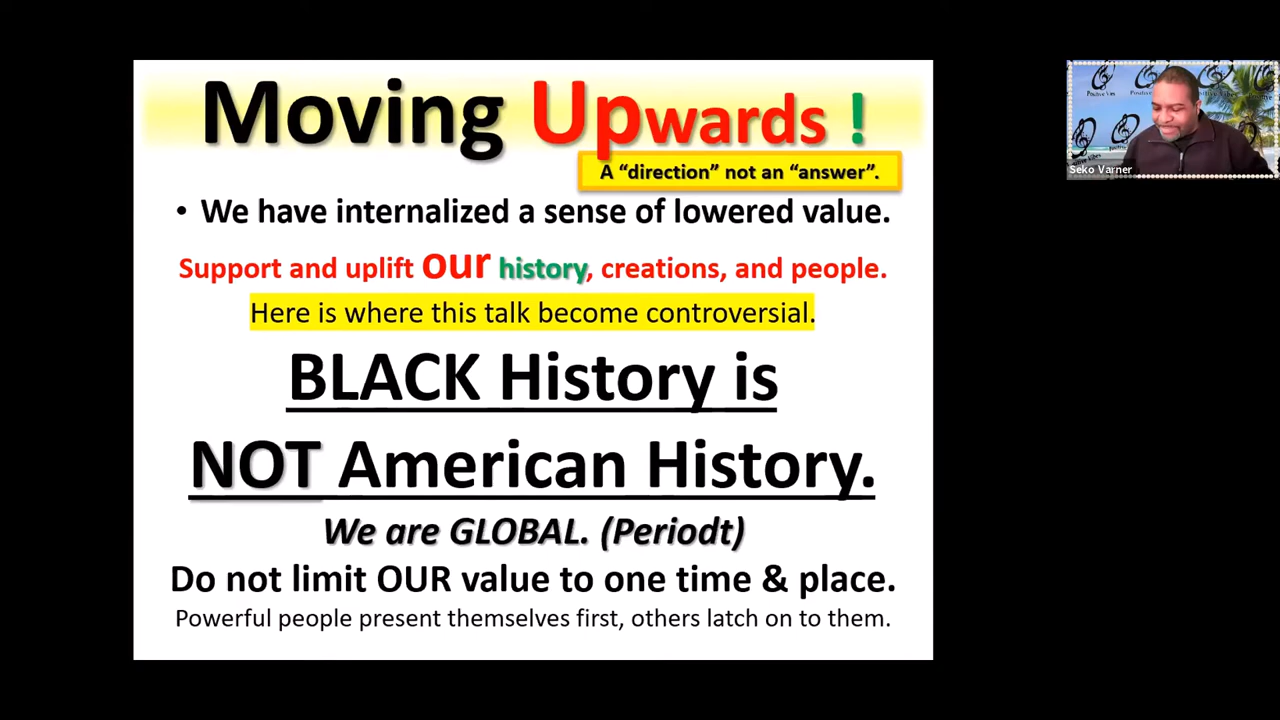 Moving Upwards !
A “direction” not an “answer”.
• We have internalized a sense of lowered value.
Support and uplift our history, creations, and people.
Here is where this talk become controversial.
BLACK History is
NOT American History.
We are GLOBAL. (Periodt)
Do not limit OUR value to one time & place.
Powerful people present themselves first, others latch on to them.
Positive Vibes
Seko Varner